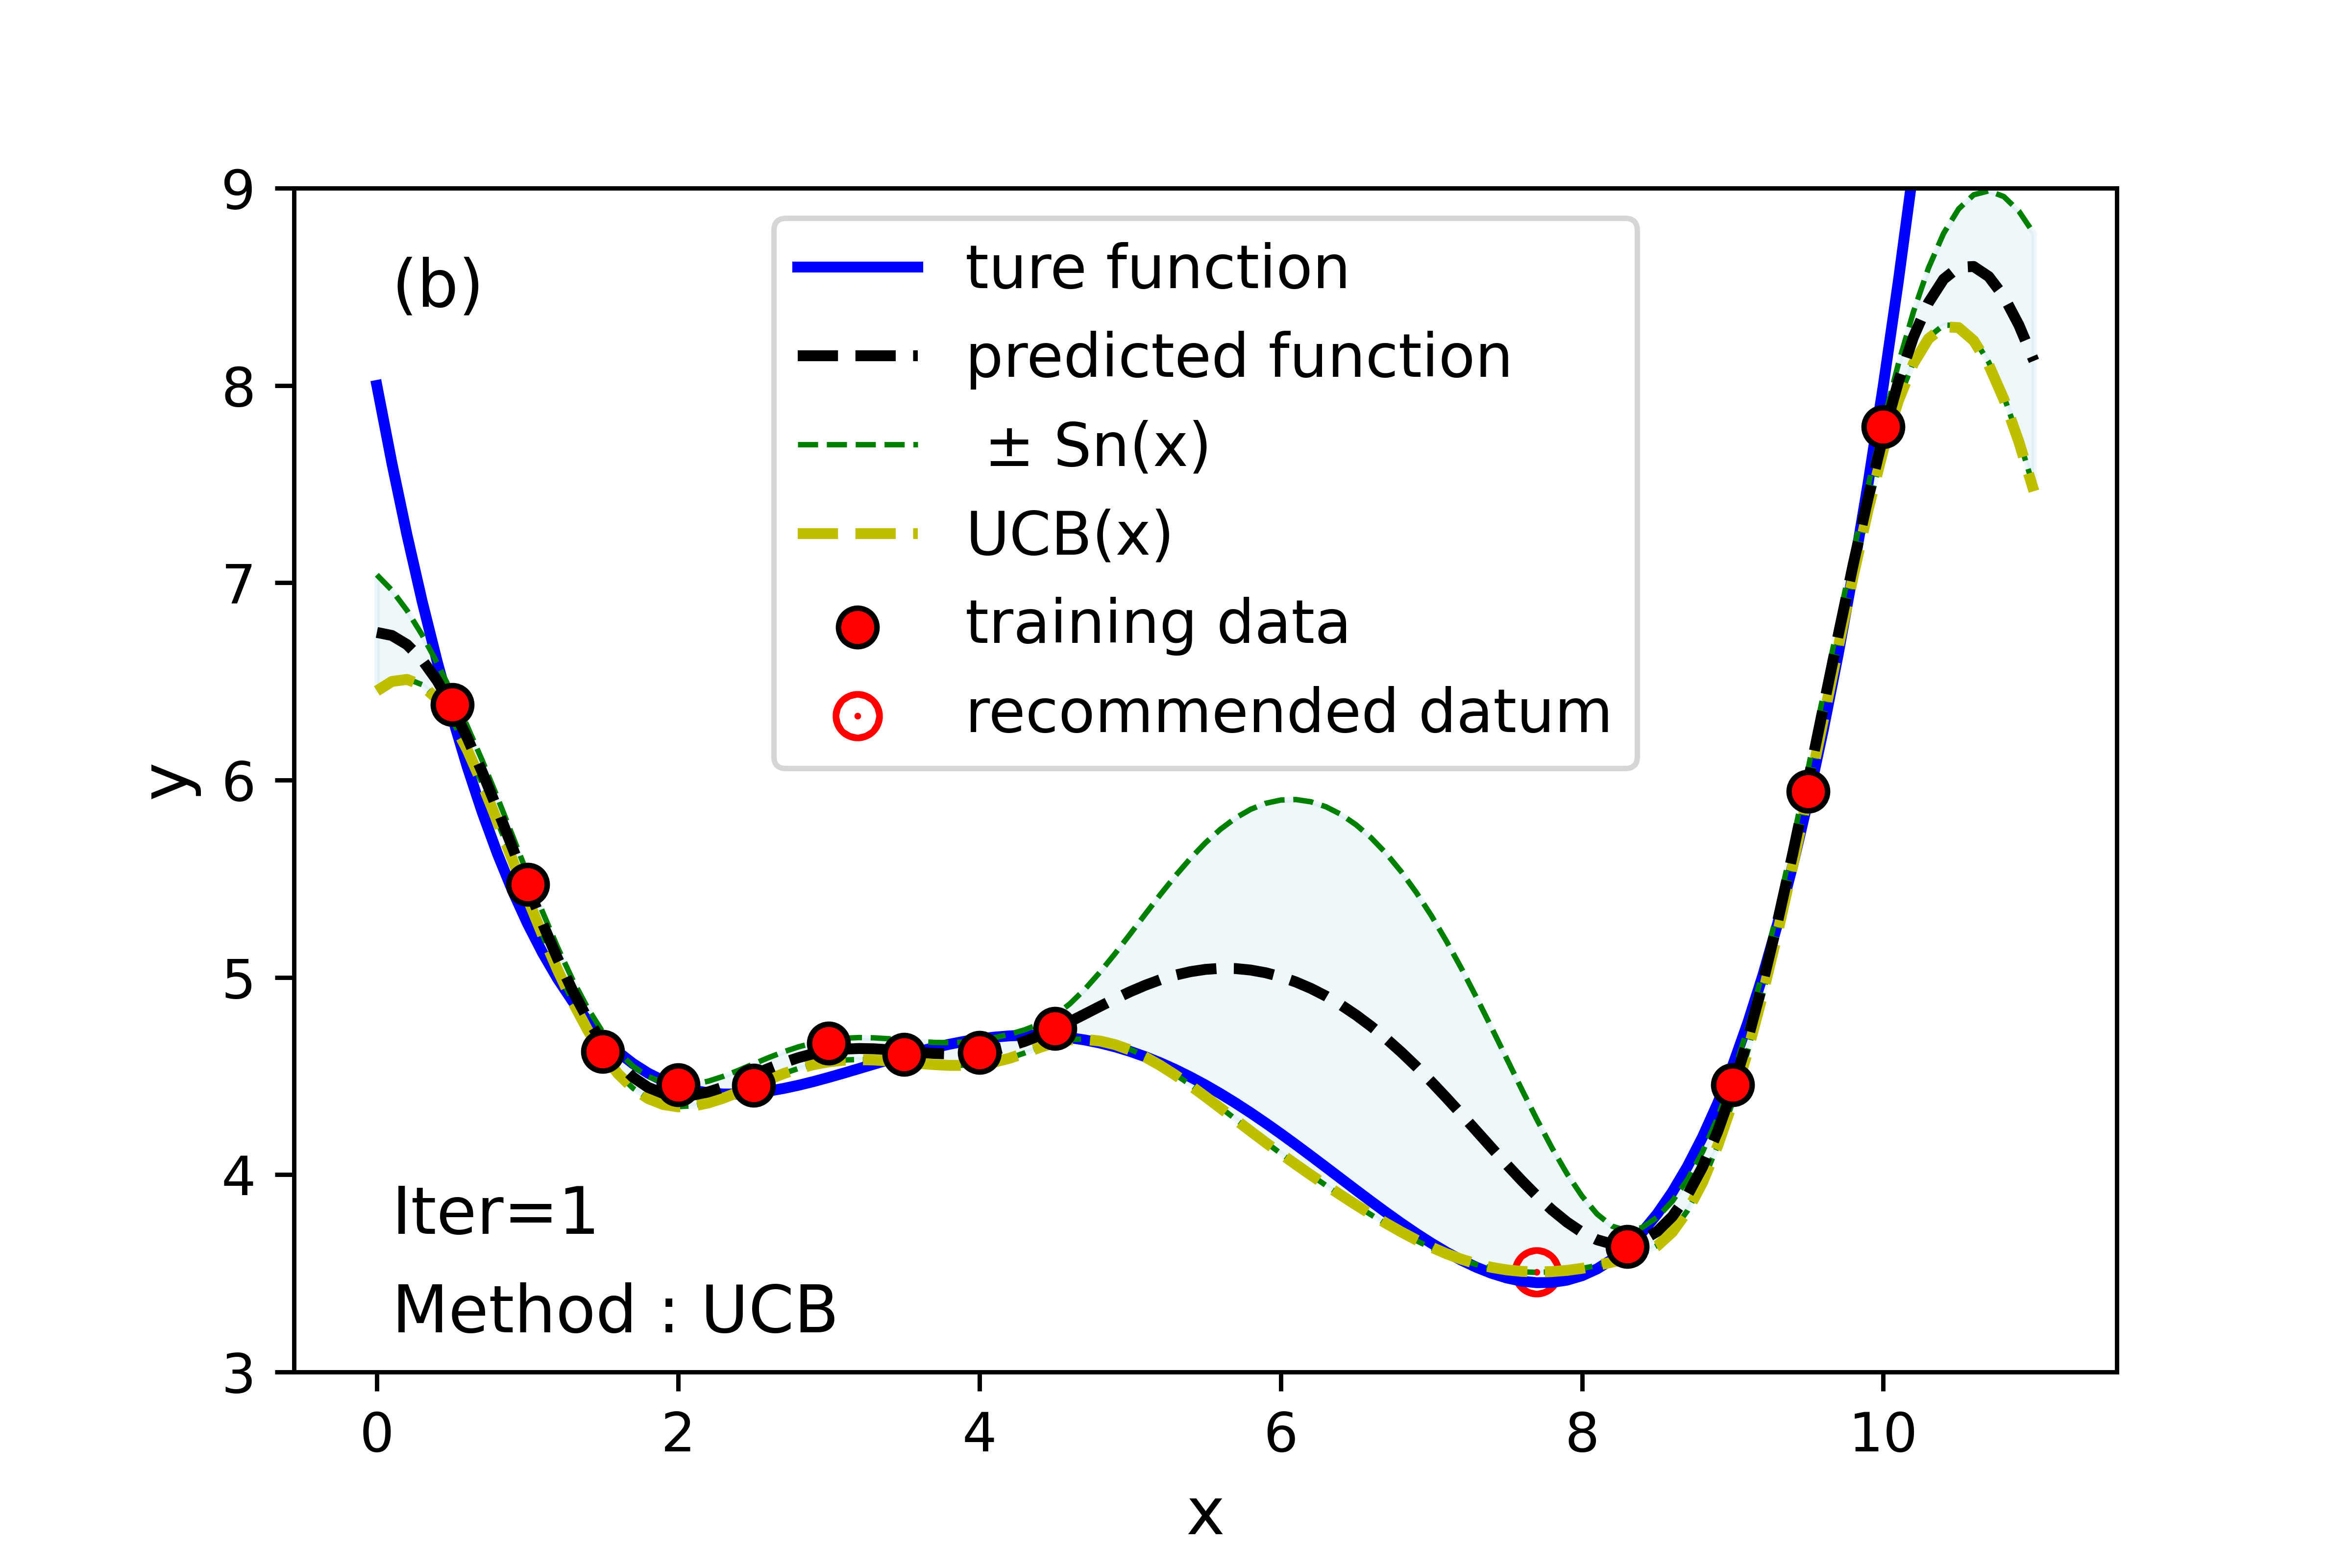 (b)
ture function
predicted function
± Sn(x)
UCB(x)
training data
recommended datum
9
8
7
6
5
4
3
y
Iter=1
Method : UCB
0 2 4 6 8 10
x